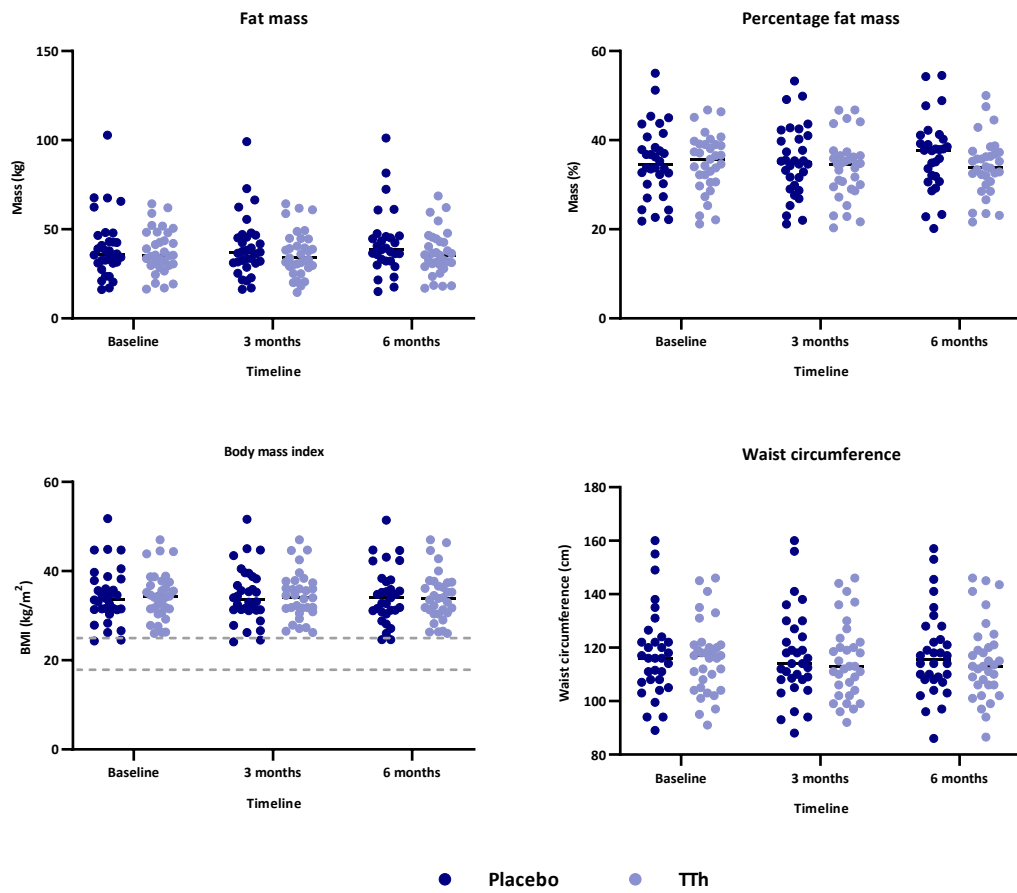 Fat mass
150
100
50
0
Mass (kg)
Baseline
3 months
6 months
Timeline
Percentage fat mass
60
40
20
0
Mass (%)
Baseline
3 months
6 months
Timeline
Body mass index
60
40
20
0
BMI (kg/m²)
Baseline
3 months
6 months
Timeline
Waist circumference
180
160
140
120
100
80
Waist circumference (cm)
Baseline
3 months
6 months
Timeline
Placebo
TTh